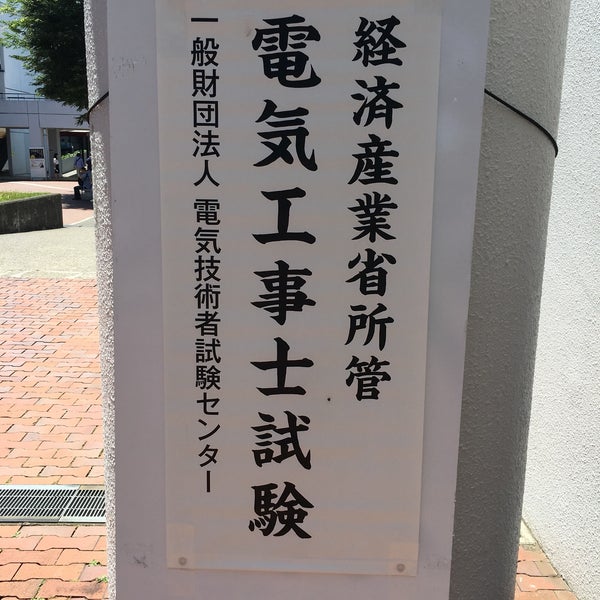 経済産業省所管
電気工事士試験
一般財団法人 電気技術者試験センター